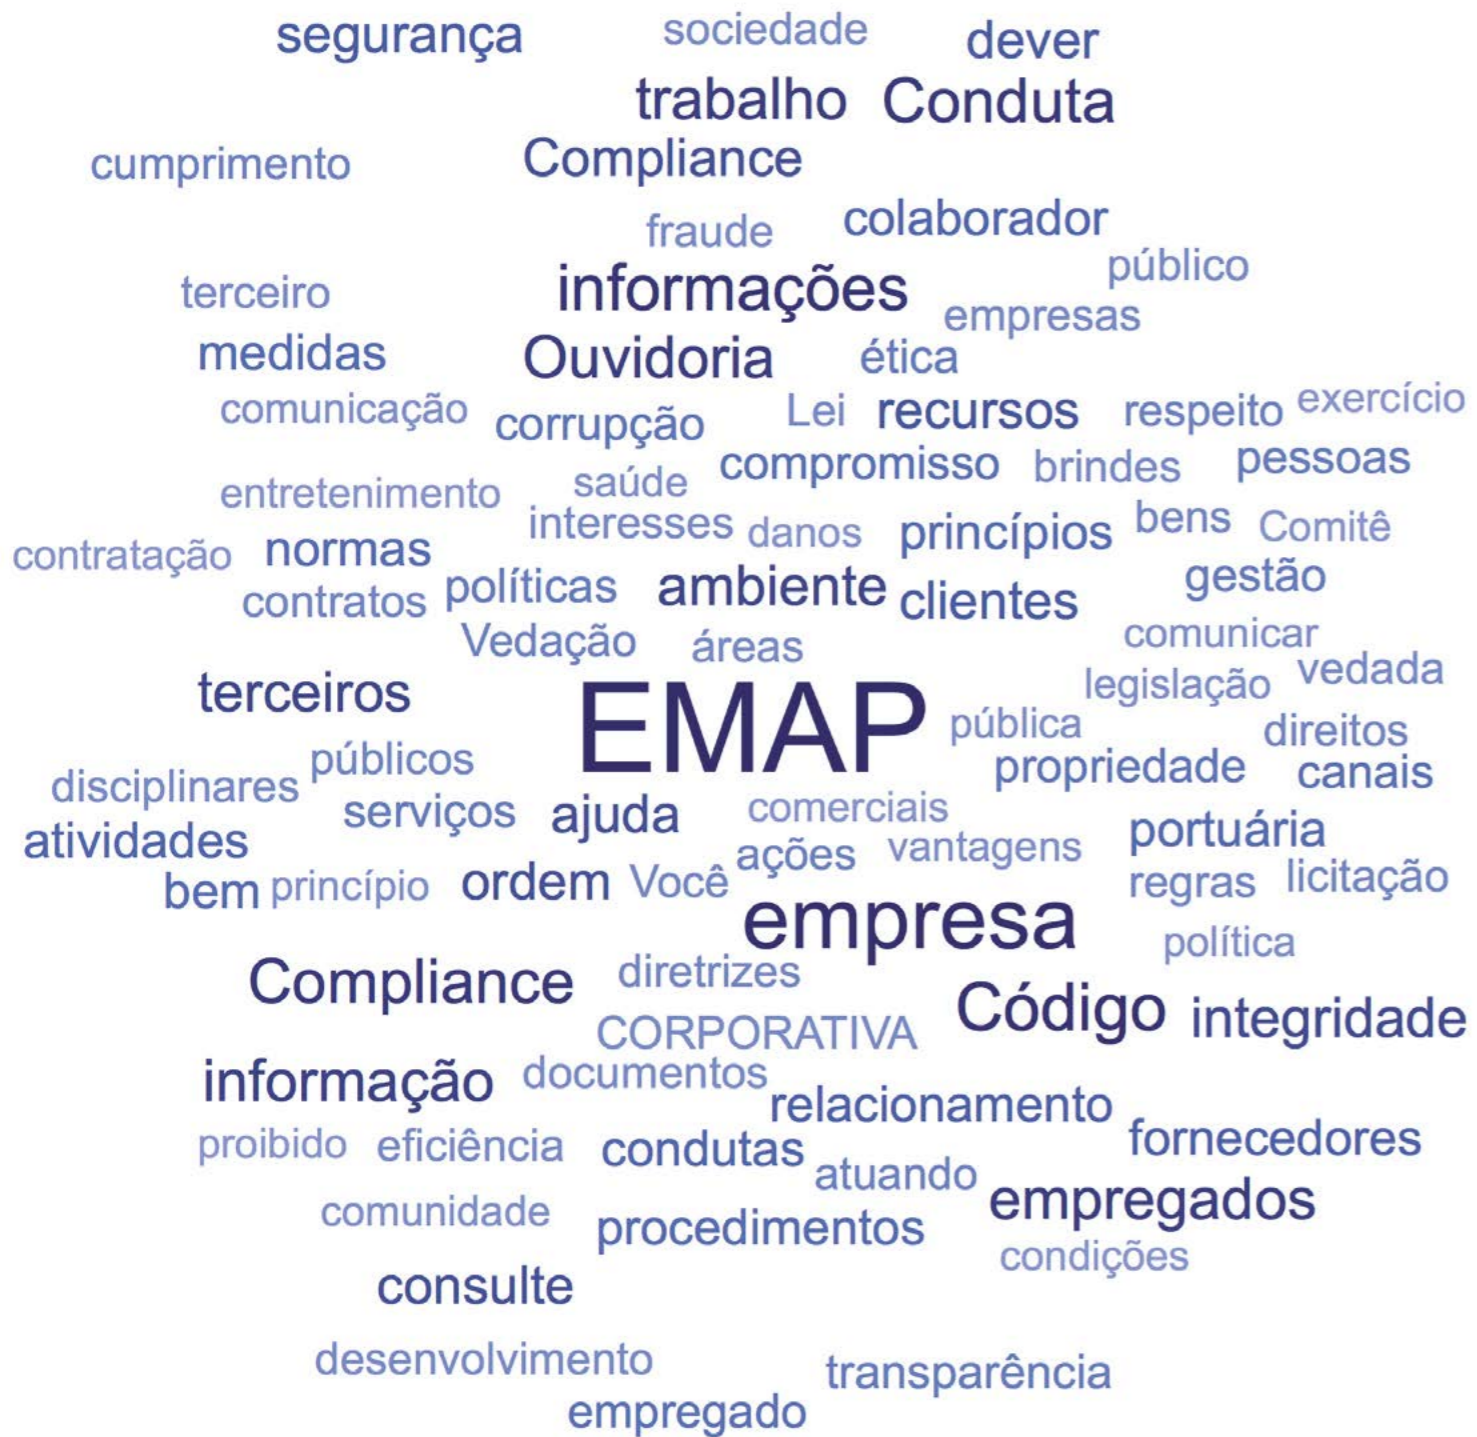 segurança sociedade dever
trabalho Conduta
cumprimento Compliance
fraude colaborador
terceiro informações público
empresas
medidas Ouvidoria ética
comunicação corrupção Lei recursos respeito exercício
compromisso brindes pessoas
entretenimento saúde
interesses danos princípios bens Comitê
contratação normas
contratos políticas ambiente clientes gestão
Vedação áreas comunicar
legislação vedada
terceiros EMAP pública direitos
disciplinares públicos propriedade canais
serviços ajuda comerciais
atividades ações vantagens portuária
bem princípio ordem Você regras licitação
empresa política
Compliance diretrizes
CORPORATIVA Código integridade
informação documentos
relacionamento
proibido eficiência condutas fornecedores
atuando
comunidade procedimentos empregados
condições
consulte
desenvolvimento transparência
empregado